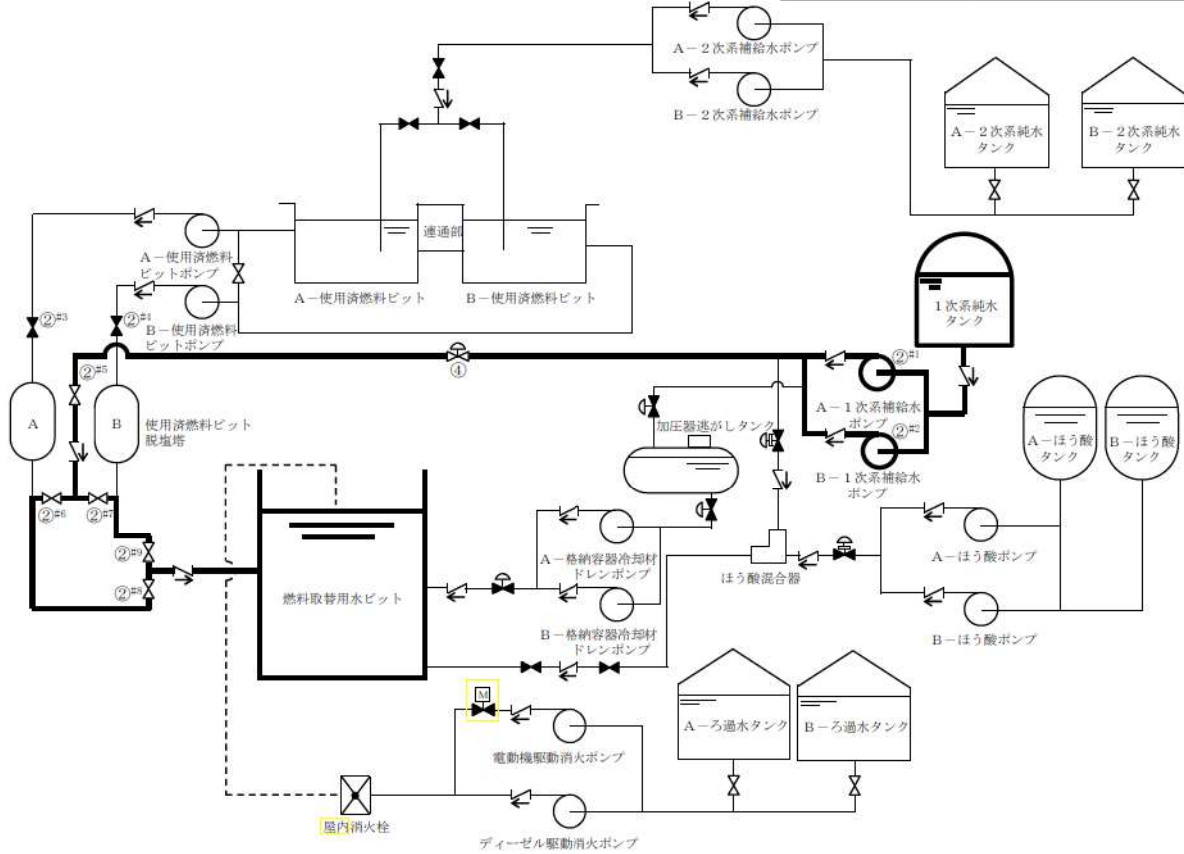 A－2次系補給水ポンプ
B－2次系補給水ポンプ
A－2次系純水
タンク
B－2次系純水
タンク
連通部
A－使用済燃料
ピットポンプ
A－使用済燃料ピット
B－使用済燃料ピット
B－使用済燃料
ピットポンプ
②#3
②#4
1次系純水
タンク
②#5
④
②#1
A－1次系補給水
ポンプ
②#2
B－1次系補給水
ポンプ
A
B
使用済燃料ピット
脱塩塔
加圧器逃がしタンク
A－ほう酸
タンク
B－ほう酸
タンク
②#6
②#7
②#9
②#8
燃料取替用水ピット
A－格納容器冷却材
ドレンポンプ
B－格納容器冷却材
ドレンポンプ
ほう酸混合器
A－ほう酸ポンプ
B－ほう酸ポンプ
M
電動機駆動消火ポンプ
A－ろ過水タンク
B－ろ過水タンク
屋内消火栓
ディーゼル駆動消火ポンプ